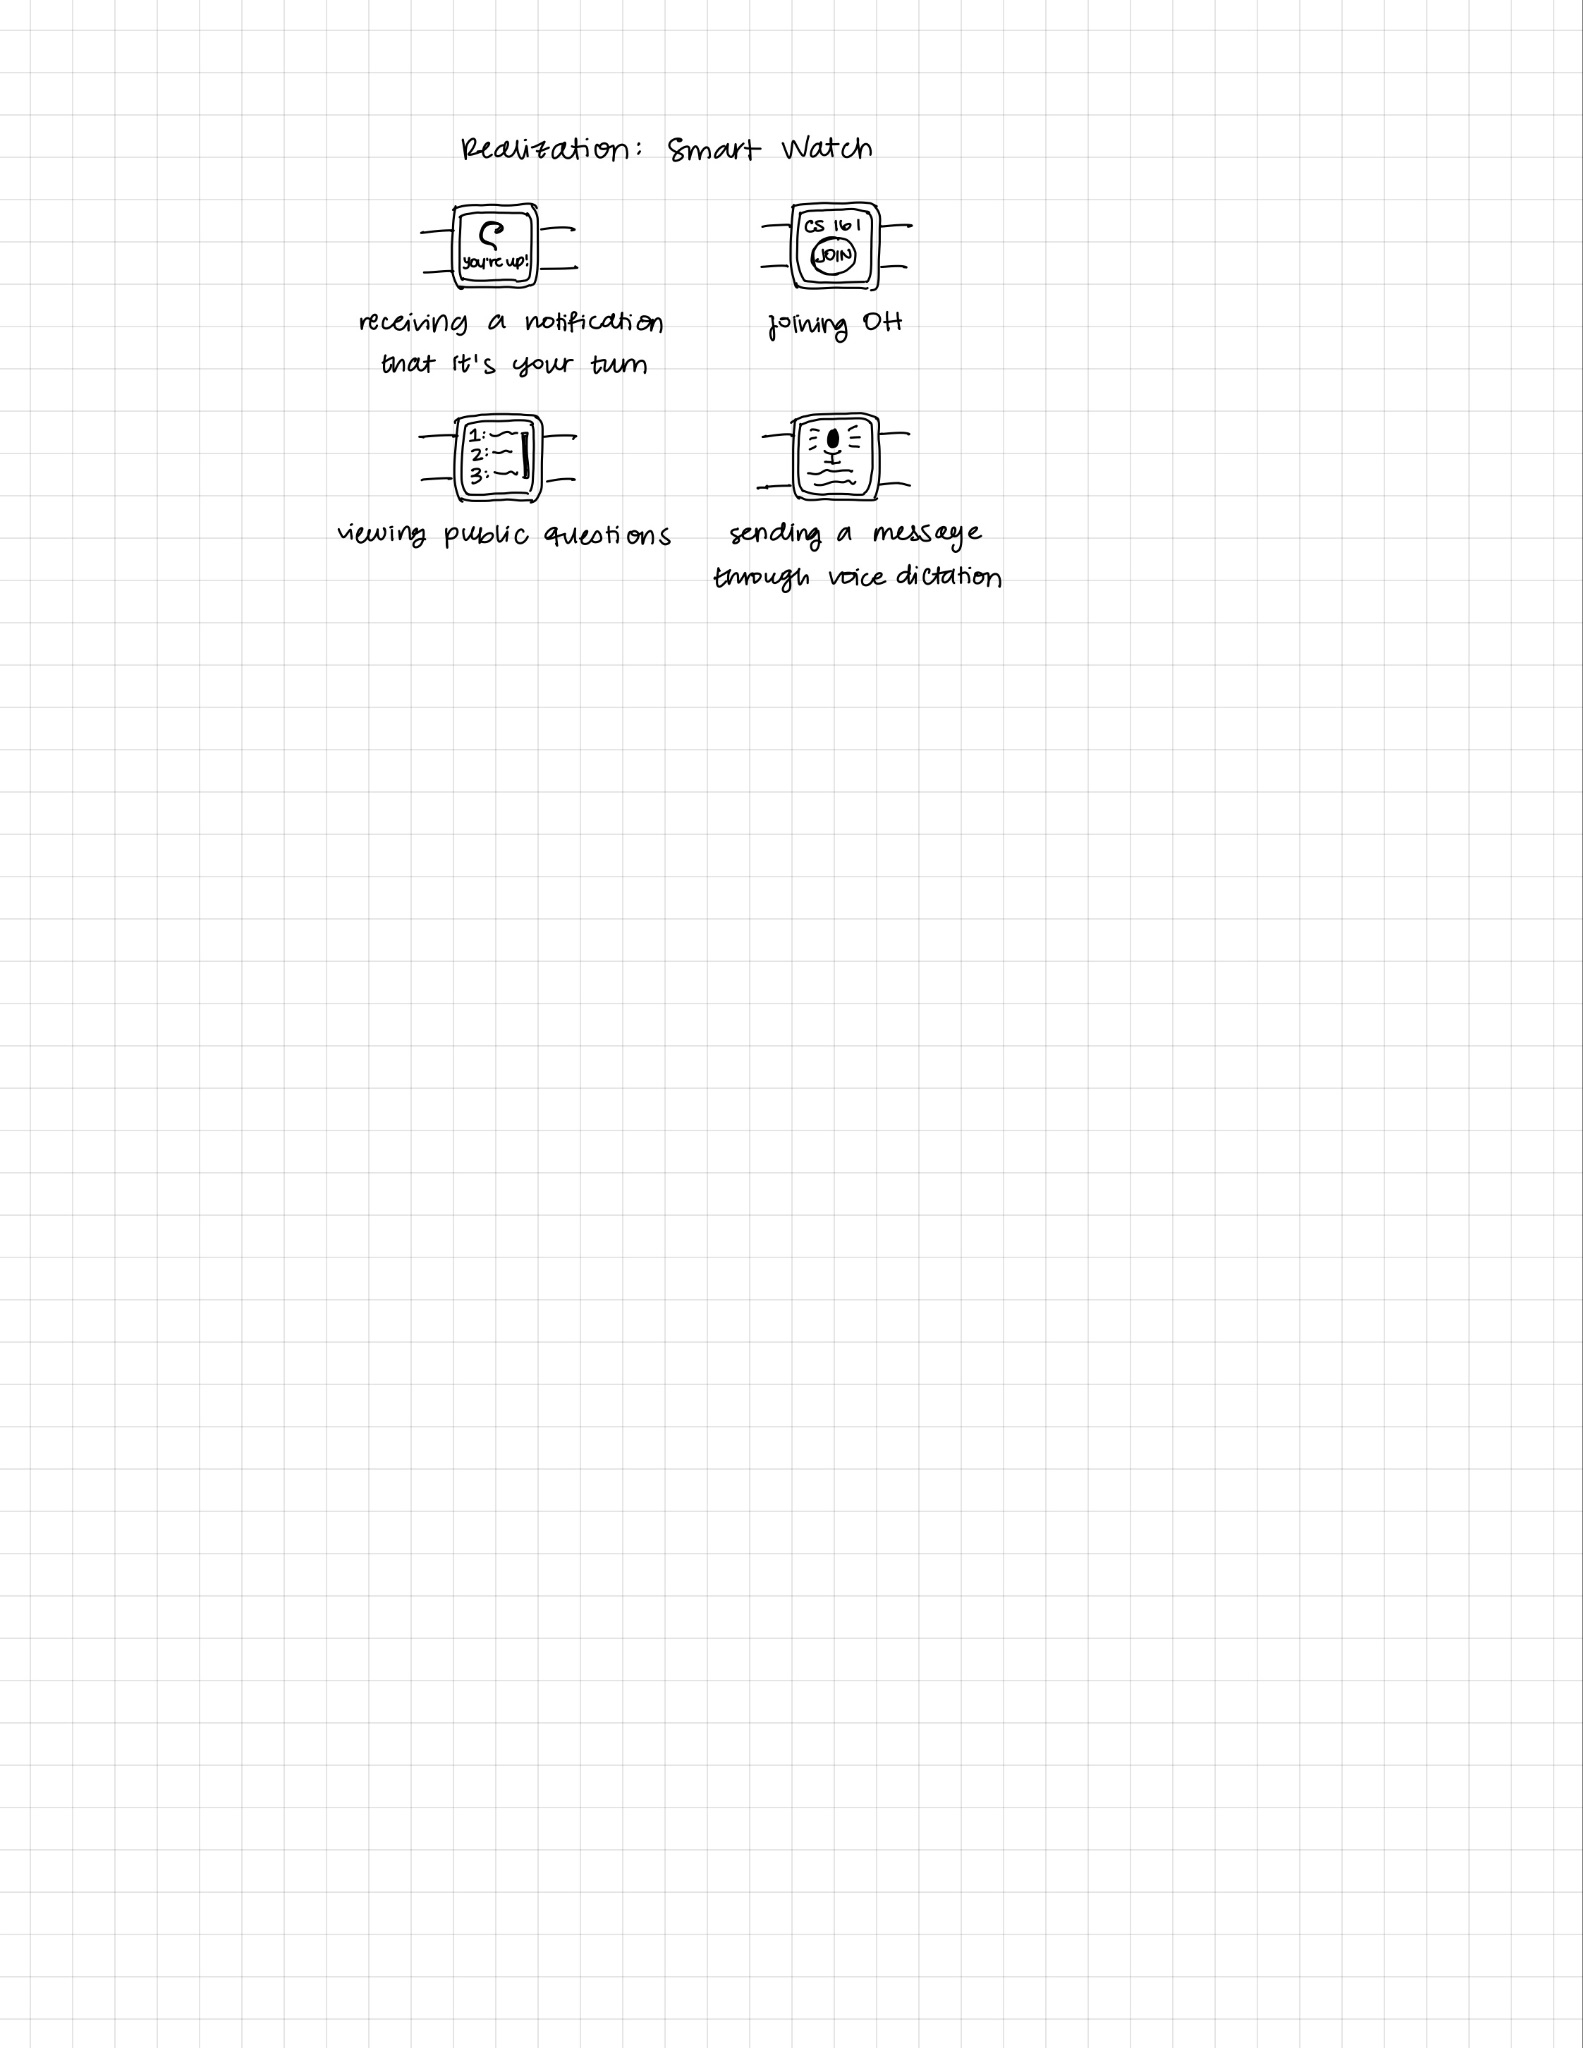 Realization: Smart Watch
you're up!
receiving a notification
that it's your turn
CS 161
JOIN
joining OH
1:
2:
3:
viewing public questions
sending a message
through voice dictation